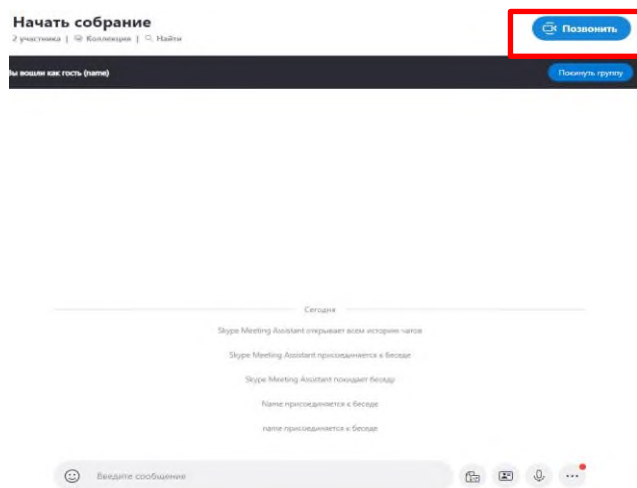 Начать собрание
2 участника | Коллекция | Найти
Позвонить
Вы вошли как гость (name)
Покинуть группу
Сегодня
Skype Meeting Assistant открывает всем историю чатов
Skype Meeting Assistant присоединяется к беседе
Skype Meeting Assistant покидает беседу
Name присоединяется к беседе
name присоединяется к беседе
Введите сообщение